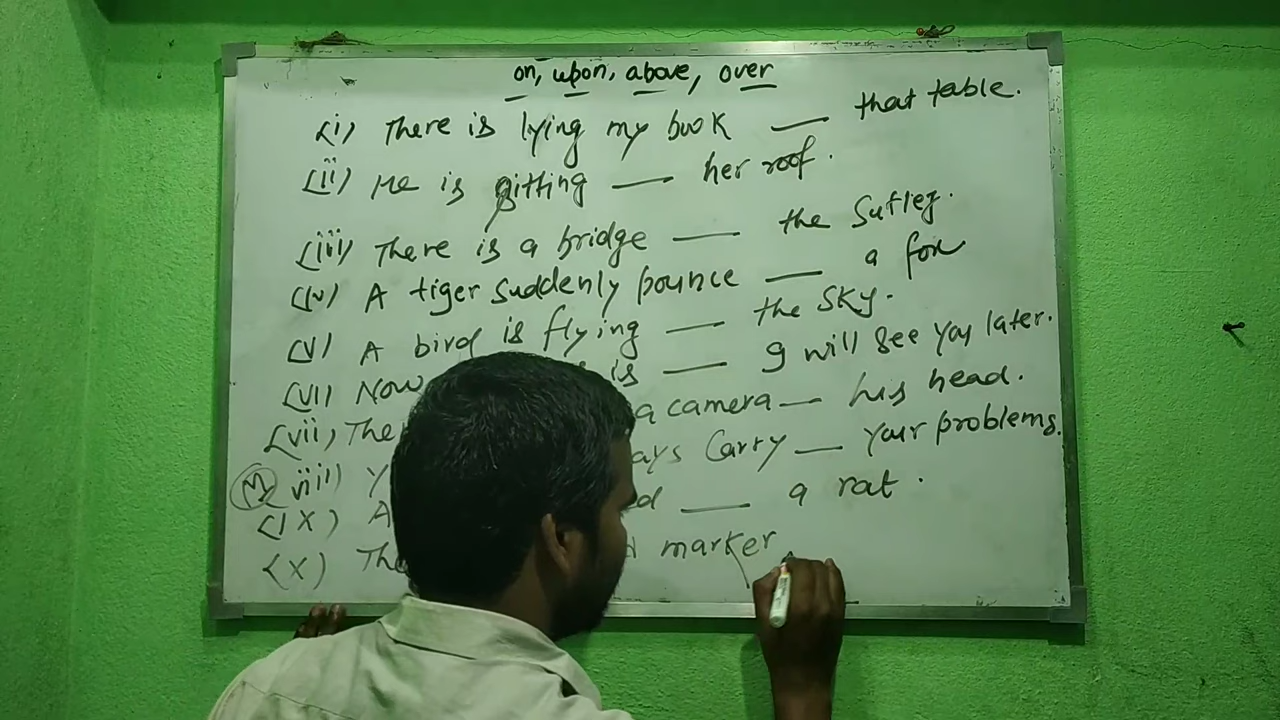 on, upon, above, over
(i) There is lying my book ___ that table.
(ii) He is sitting ___ her roof.
(iii) There is a bridge ___ the Sutlej.
(iv) A tiger suddenly pounce ___ a fox
(v) A bird is flying ___ the sky.
(vi) Now is ___ I will see you later.
(vii) a camera ___ his head.
(viii) carry ___ your problems.
(ix) A ___ a rat.
(x) marker